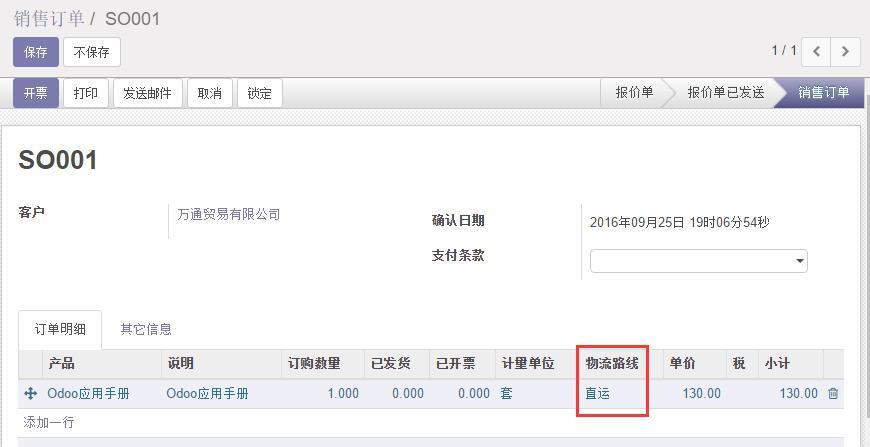 销售订单 / SO001
保存 不保存 1 / 1
开票 打印 发送邮件 取消 锁定 报价单 报价单已发送 销售订单
SO001
客户 万通贸易有限公司
确认日期 2016年09月25日 19时06分54秒
支付条款
订单明细 其它信息
产品 说明 订购数量 已发货 已开票 计量单位 物流路线 单价 税 小计
Odoo应用手册 Odoo应用手册 1.000 0.000 0.000 套 直运 130.00 130.00
添加一行